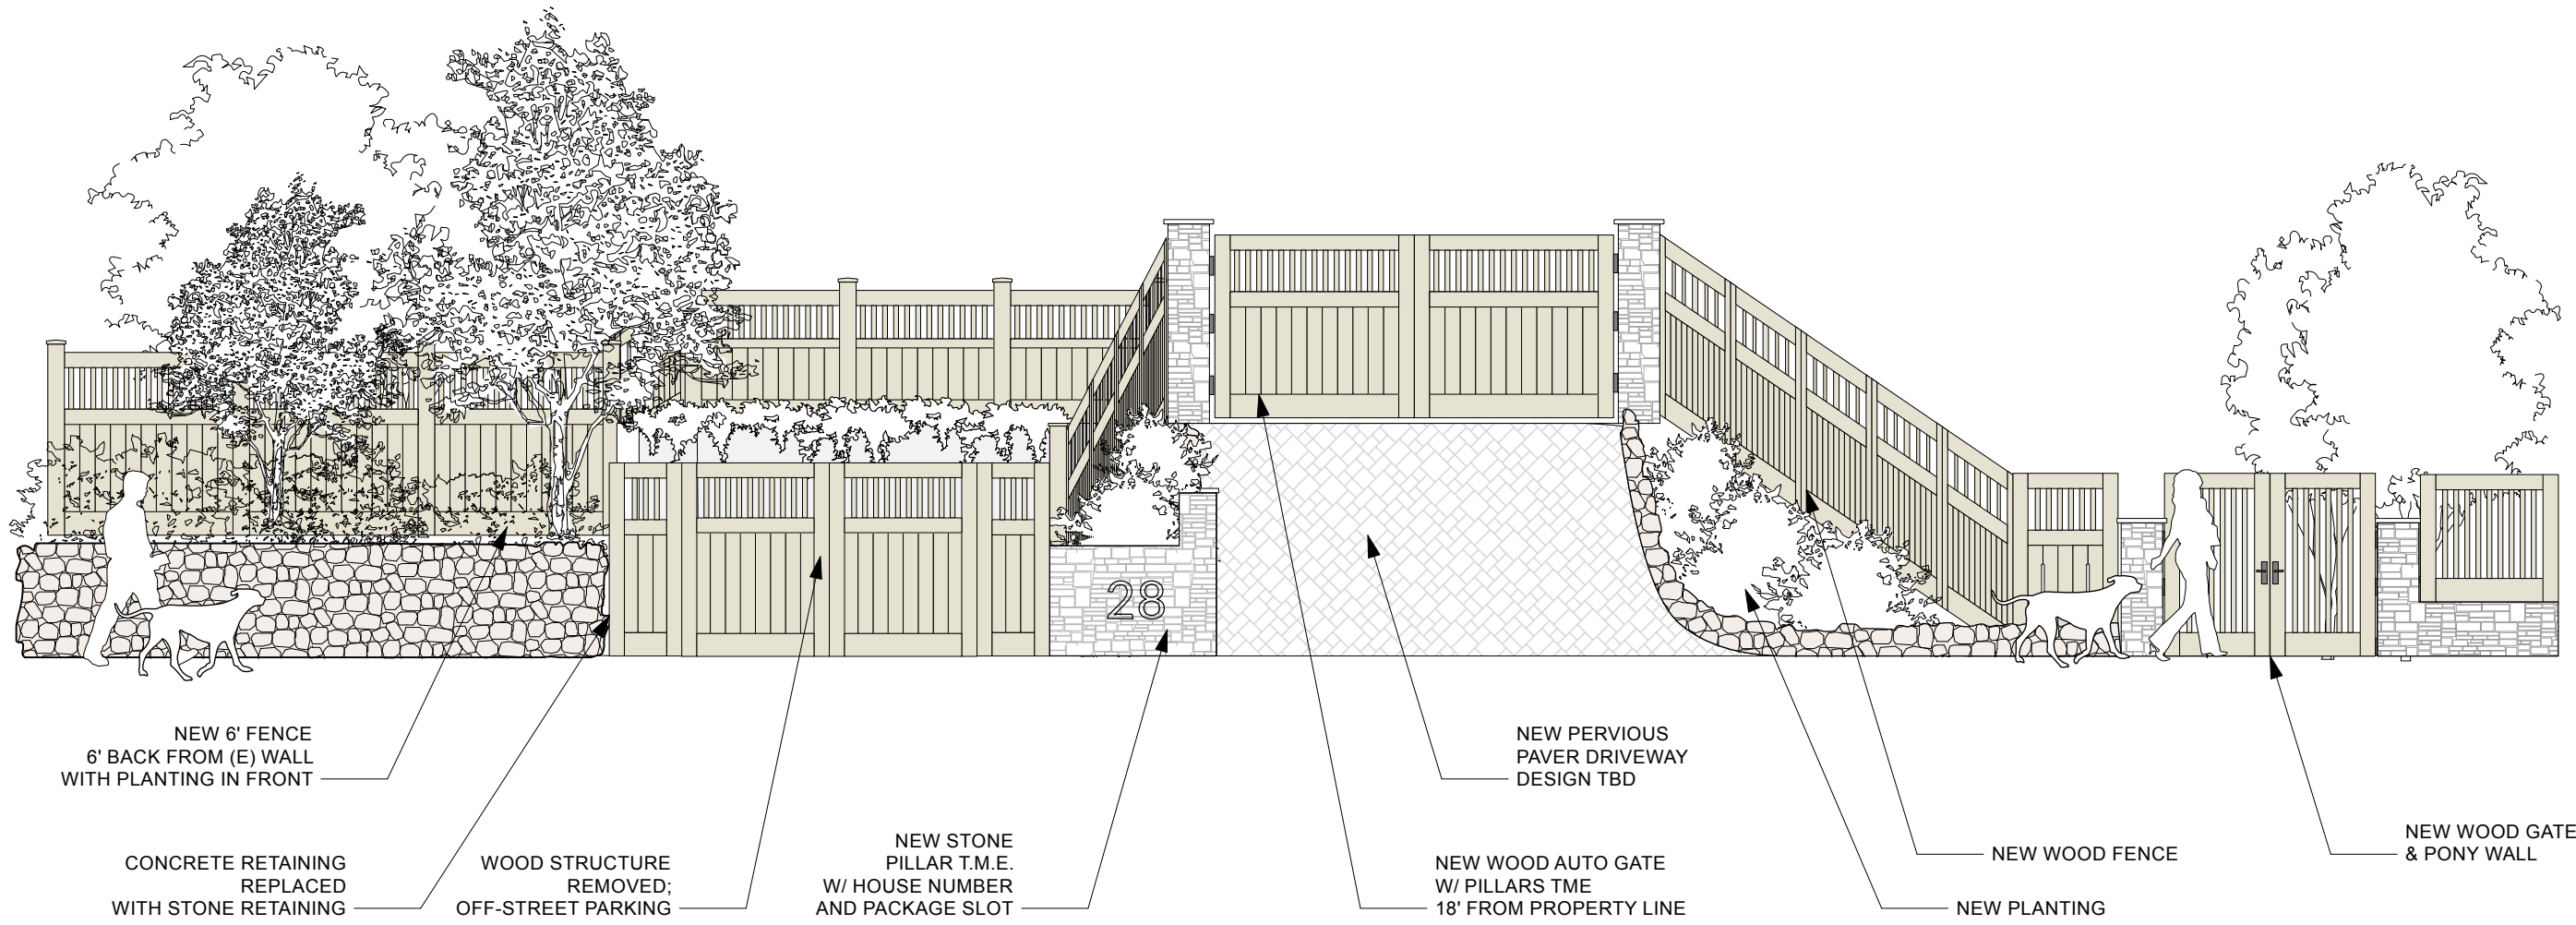 28
NEW 6' FENCE
6' BACK FROM (E) WALL
WITH PLANTING IN FRONT
CONCRETE RETAINING
REPLACED
WITH STONE RETAINING
WOOD STRUCTURE
REMOVED;
OFF-STREET PARKING
NEW STONE
PILLAR T.M.E.
W/ HOUSE NUMBER
AND PACKAGE SLOT
NEW WOOD AUTO GATE
W/ PILLARS TME
18' FROM PROPERTY LINE
NEW PERVIOUS
PAVER DRIVEWAY
DESIGN TBD
NEW PLANTING
NEW WOOD FENCE
NEW WOOD GATE
& PONY WALL